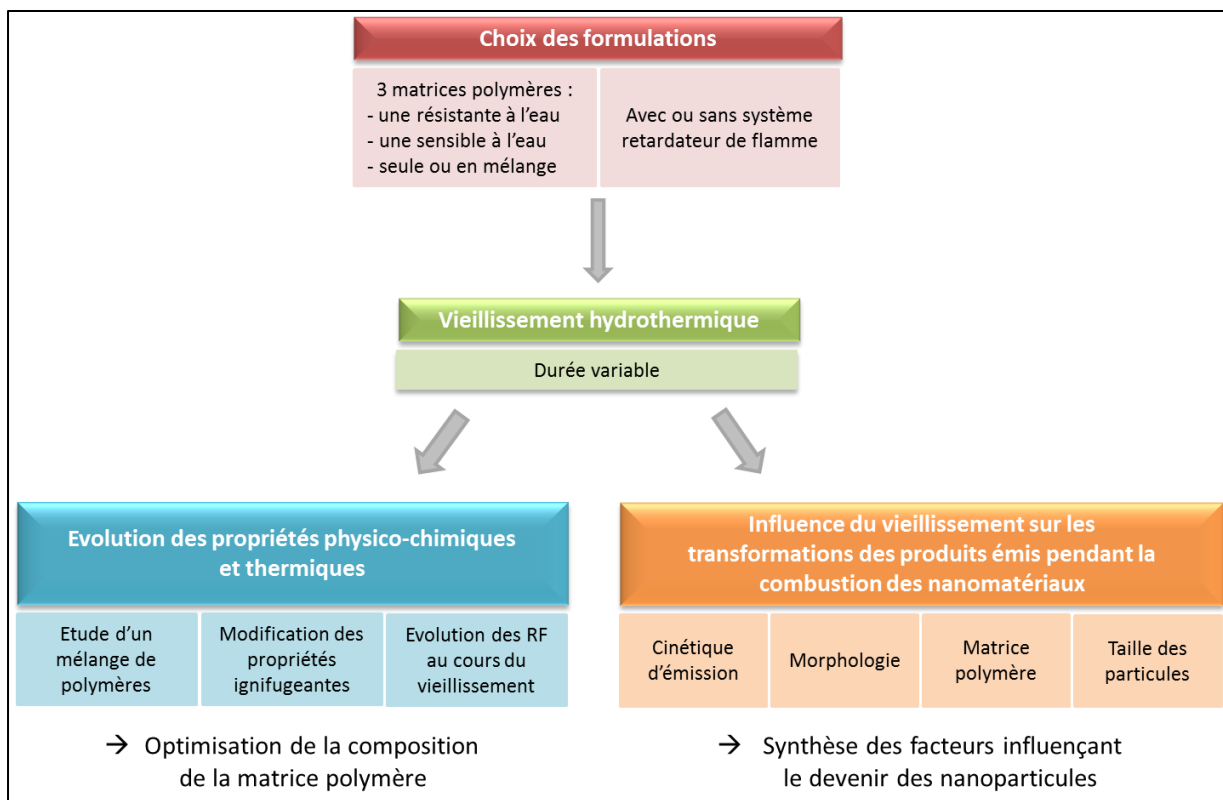 Choix des formulations
3 matrices polymères :
- une résistante à l'eau
- une sensible à l'eau
- seule ou en mélange
Avec ou sans système
retardateur de flamme
Vieillissement hydrothermique
Durée variable
Evolution des propriétés physico-chimiques
et thermiques
Etude d'un
mélange de
polymères
Modification des
propriétés
ignifugeantes
Evolution des RF
au cours du
vieillissement
→ Optimisation de la composition
de la matrice polymère
Influence du vieillissement sur les
transformations des produits émis pendant la
combustion des nanomatériaux
Cinétique
d'émission
Morphologie
Matrice
polymère
Taille des
particules
→ Synthèse des facteurs influençant
le devenir des nanoparticules